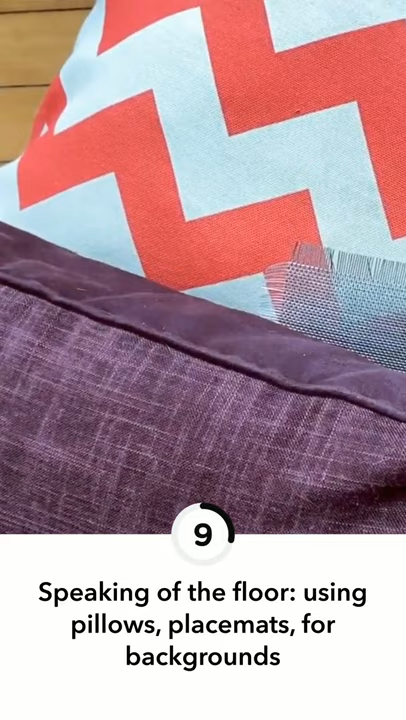 9
Speaking of the floor: using
pillows, placemats, for
backgrounds